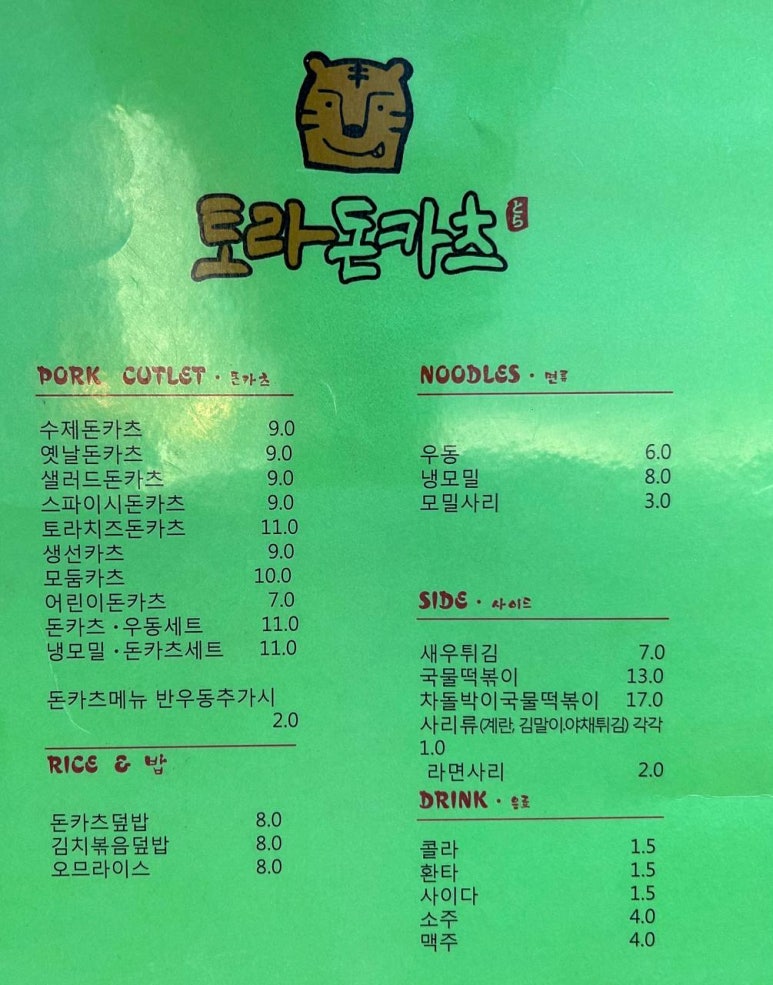 토라돈카츠 とら
PORK CUTLET · 돈카츠
수제돈카츠 9.0
옛날돈카츠 9.0
샐러드돈카츠 9.0
스파이시돈카츠 9.0
토라치즈돈카츠 11.0
생선카츠 9.0
모둠카츠 10.0
어린이돈카츠 7.0
돈카츠 · 우동세트 11.0
냉모밀 · 돈카츠세트 11.0
돈카츠메뉴 반우동추가시
2.0
RICE & 밥
돈카츠덮밥 8.0
김치볶음덮밥 8.0
오므라이스 8.0
NOODLES · 면류
우동 6.0
냉모밀 8.0
모밀사리 3.0
SIDE · 사이드
새우튀김 7.0
국물떡볶이 13.0
차돌박이국물떡볶이 17.0
사리류(계란, 김말이.야채튀김) 각각
1.0
라면사리 2.0
DRINK · 음료
콜라 1.5
환타 1.5
사이다 1.5
소주 4.0
맥주 4.0